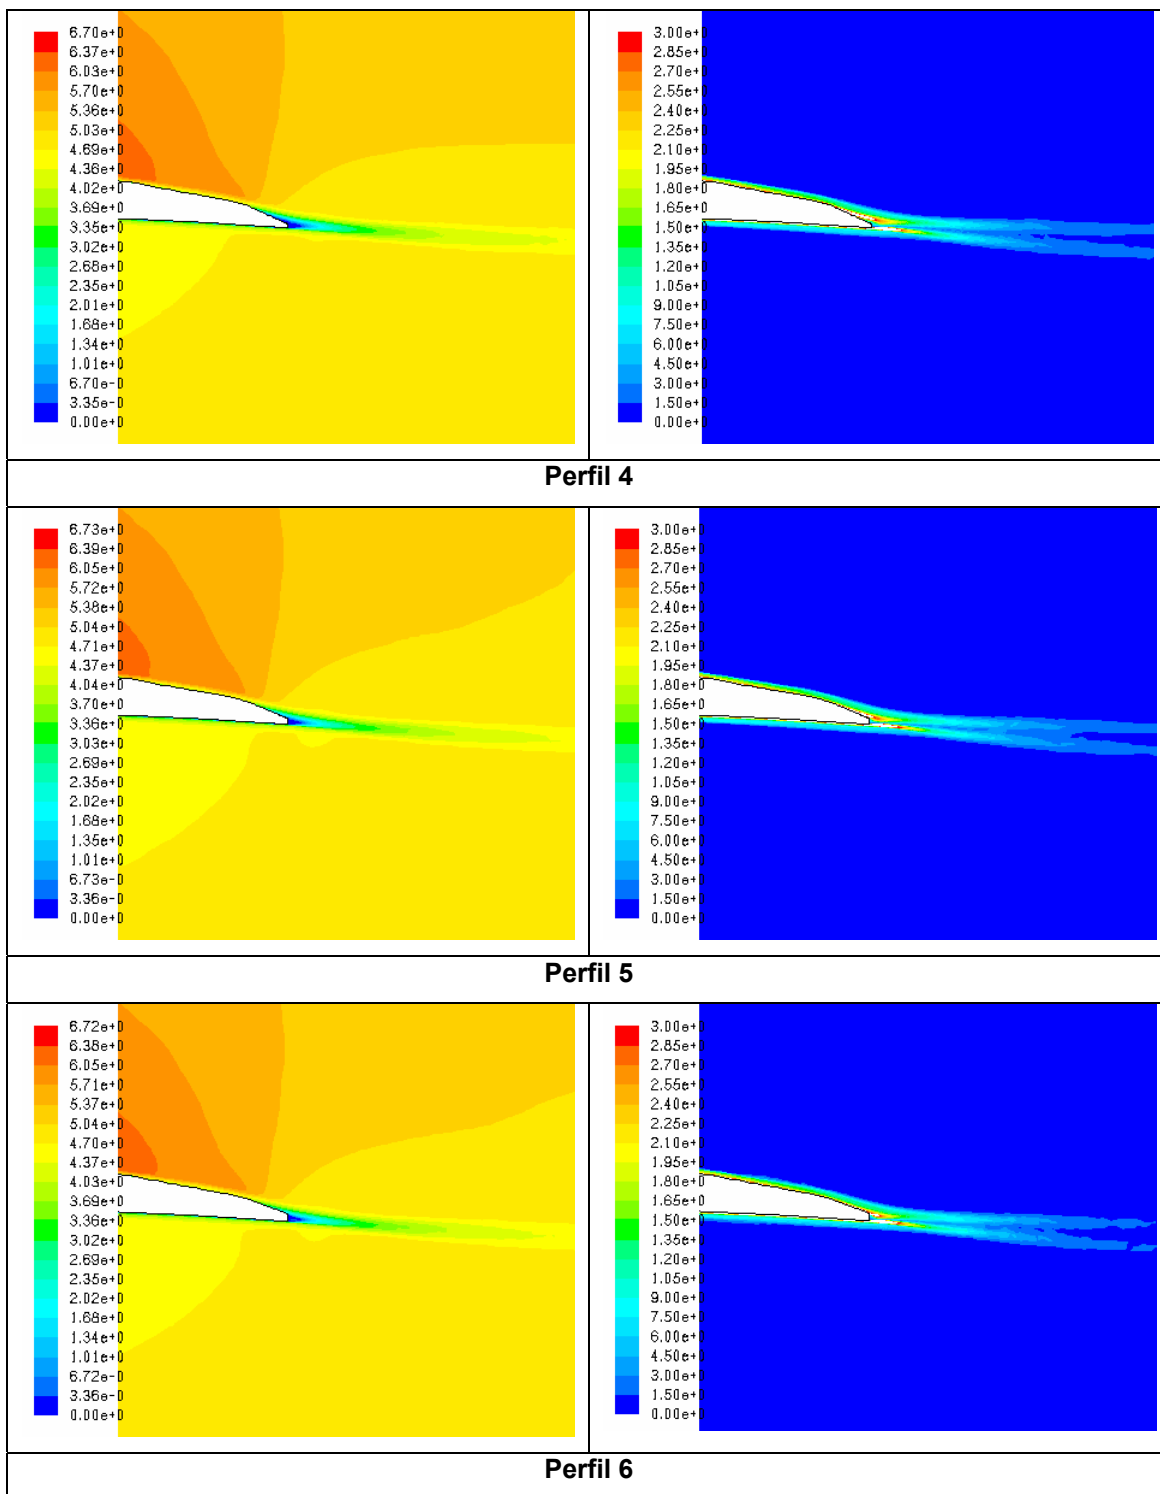 6.70e+0
6.37e+0
6.03e+0
5.70e+0
5.36e+0
5.03e+0
4.69e+0
4.36e+0
4.02e+0
3.69e+0
3.35e+0
3.02e+0
2.68e+0
2.35e+0
2.01e+0
1.68e+0
1.34e+0
1.01e+0
6.70e-0
3.35e-0
0.00e+0
3.00e+0
2.85e+0
2.70e+0
2.55e+0
2.40e+0
2.25e+0
2.10e+0
1.95e+0
1.80e+0
1.65e+0
1.50e+0
1.35e+0
1.20e+0
1.05e+0
9.00e+0
7.50e+0
6.00e+0
4.50e+0
3.00e+0
1.50e+0
0.00e+0
Perfil 4
6.73e+0
6.39e+0
6.05e+0
5.72e+0
5.38e+0
5.04e+0
4.71e+0
4.37e+0
4.04e+0
3.70e+0
3.36e+0
3.03e+0
2.69e+0
2.35e+0
2.02e+0
1.68e+0
1.35e+0
1.01e+0
6.73e-0
3.36e-0
0.00e+0
3.00e+0
2.85e+0
2.70e+0
2.55e+0
2.40e+0
2.25e+0
2.10e+0
1.95e+0
1.80e+0
1.65e+0
1.50e+0
1.35e+0
1.20e+0
1.05e+0
9.00e+0
7.50e+0
6.00e+0
4.50e+0
3.00e+0
1.50e+0
0.00e+0
Perfil 5
6.72e+0
6.38e+0
6.05e+0
5.71e+0
5.37e+0
5.04e+0
4.70e+0
4.37e+0
4.03e+0
3.69e+0
3.36e+0
3.02e+0
2.69e+0
2.35e+0
2.02e+0
1.68e+0
1.34e+0
1.01e+0
6.72e-0
3.36e-0
0.00e+0
3.00e+0
2.85e+0
2.70e+0
2.55e+0
2.40e+0
2.25e+0
2.10e+0
1.95e+0
1.80e+0
1.65e+0
1.50e+0
1.35e+0
1.20e+0
1.05e+0
9.00e+0
7.50e+0
6.00e+0
4.50e+0
3.00e+0
1.50e+0
0.00e+0
Perfil 6